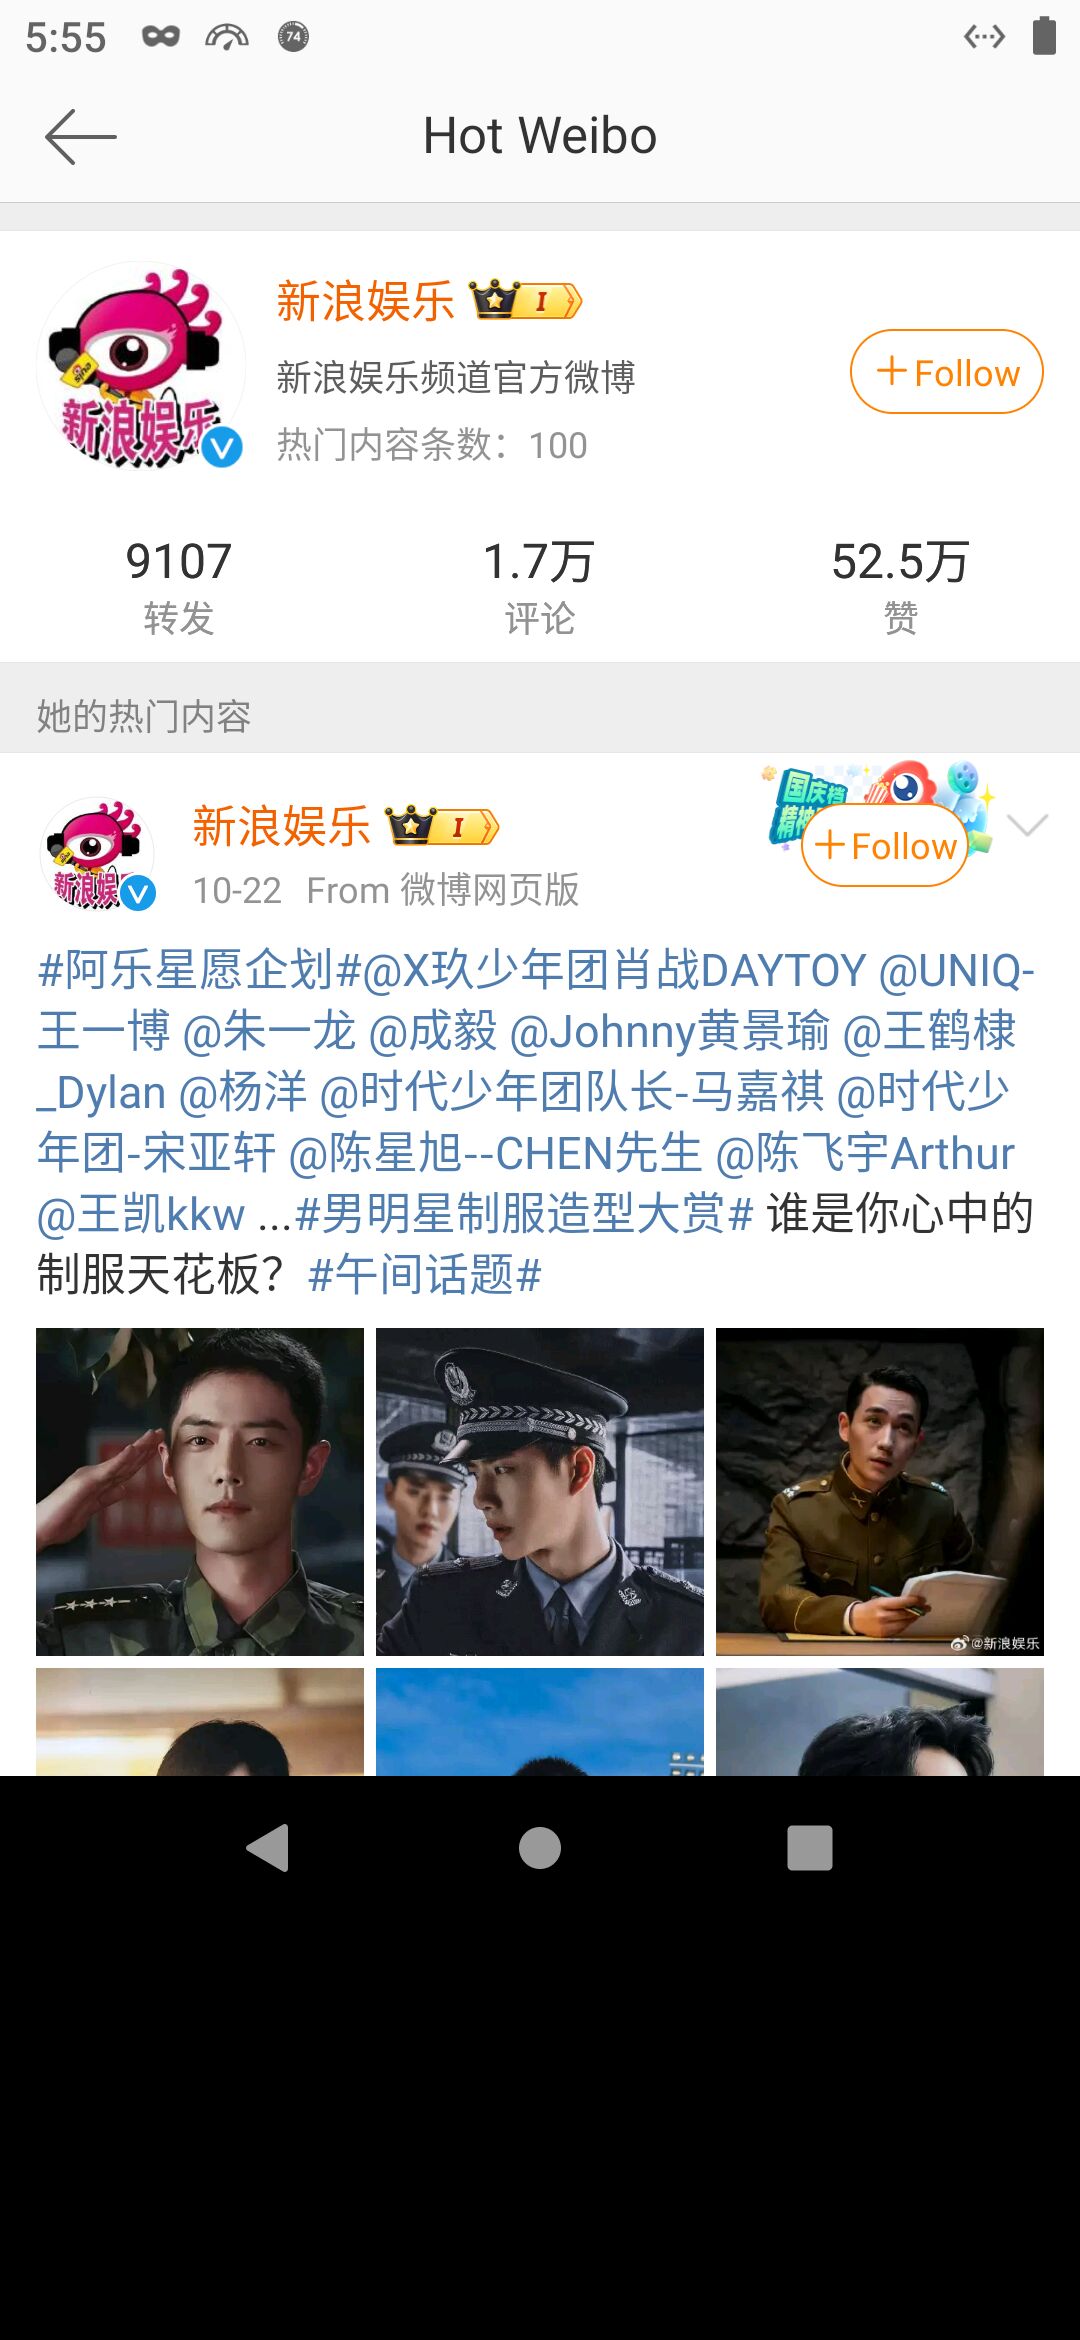 5:55
74
Hot Weibo
sina
新浪娱乐
新浪娱乐 I
新浪娱乐频道官方微博
热门内容条数：100
+Follow
9107 1.7万 52.5万
转发 评论 赞
她的热门内容
新浪娱乐 I
10-22 From 微博网页版
国庆档
精神
+Follow
#阿乐星愿企划#@X玖少年团肖战DAYTOY @UNIQ-
王一博 @朱一龙 @成毅 @Johnny黄景瑜 @王鹤棣
_Dylan @杨洋 @时代少年团队长-马嘉祺 @时代少
年团-宋亚轩 @陈星旭--CHEN先生 @陈飞宇Arthur
@王凯kkw ...#男明星制服造型大赏# 谁是你心中的
制服天花板？ #午间话题#
@新浪娱乐